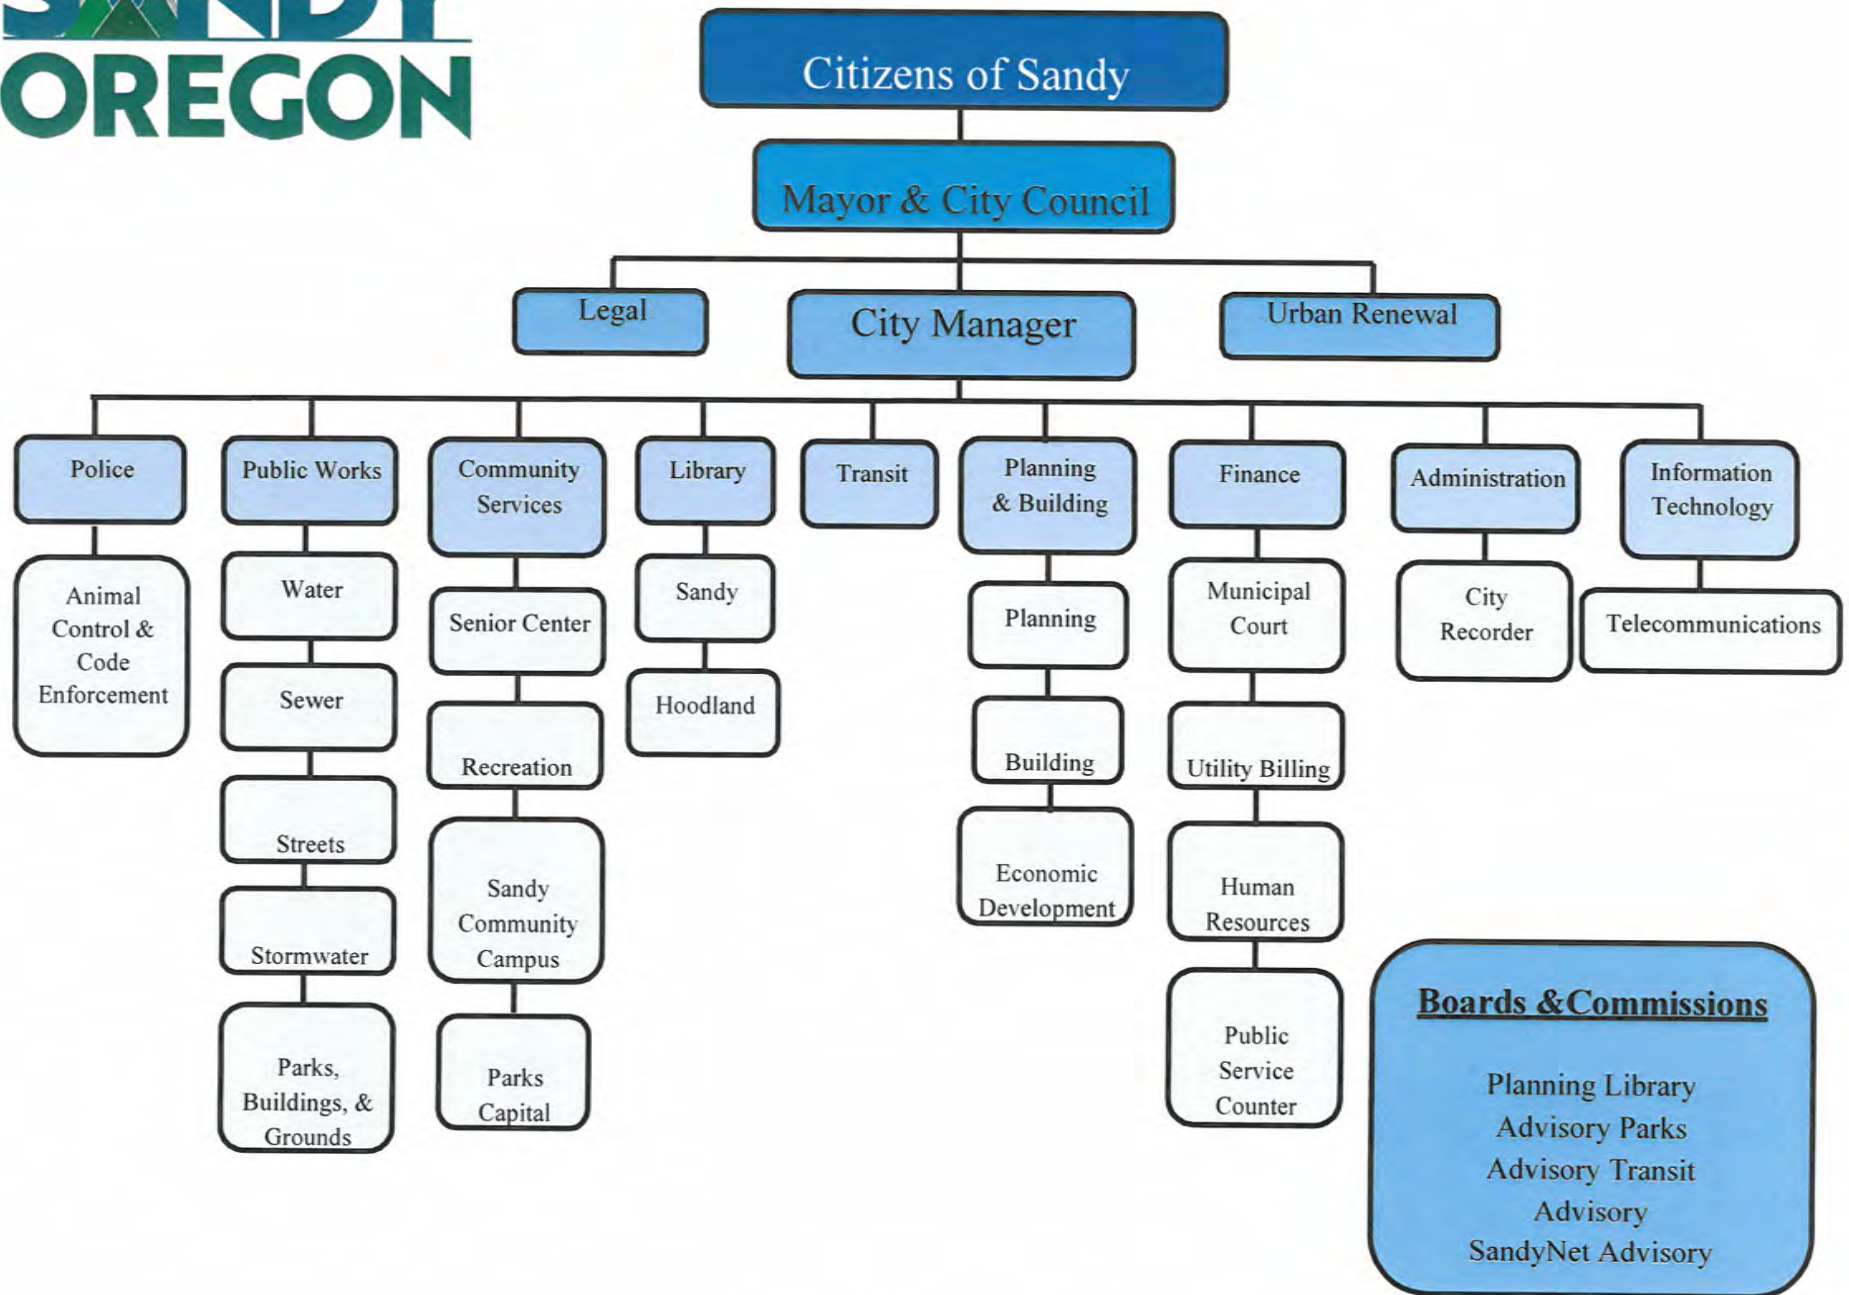 SANDY
OREGON
Citizens of Sandy
Mayor & City Council
Legal
City Manager
Urban Renewal
Police
Public Works
Community
Services
Library
Transit
Planning
& Building
Finance
Administration
Information
Technology
Animal
Control &
Code
Enforcement
Water
Sewer
Streets
Stormwater
Parks,
Buildings, &
Grounds
Senior Center
Recreation
Sandy
Community
Campus
Parks
Capital
Sandy
Hoodland
Planning
Building
Economic
Development
Municipal
Court
Utility Billing
Human
Resources
Public
Service
Counter
City
Recorder
Telecommunications
Boards &Commissions
Planning Library
Advisory Parks
Advisory Transit
Advisory
SandyNet Advisory